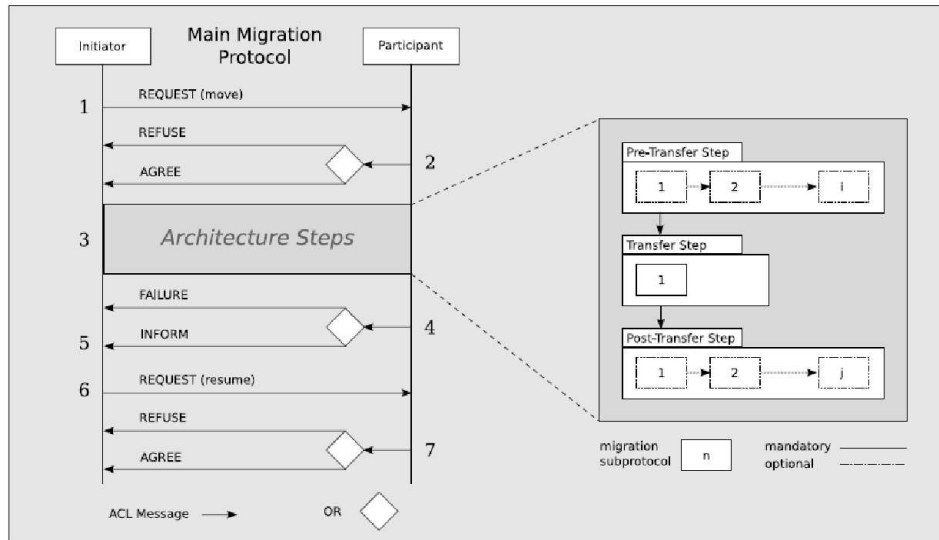 Main Migration
Protocol
Initiator
Participant
1
REQUEST (move)
REFUSE
2
AGREE
3
Architecture Steps
FAILURE
4
5
INFORM
6
REQUEST (resume)
REFUSE
7
AGREE
ACL Message
OR
Pre-Transfer Step
1
2
i
Transfer Step
1
Post-Transfer Step
1
2
j
migration
subprotocol
n
mandatory
optional